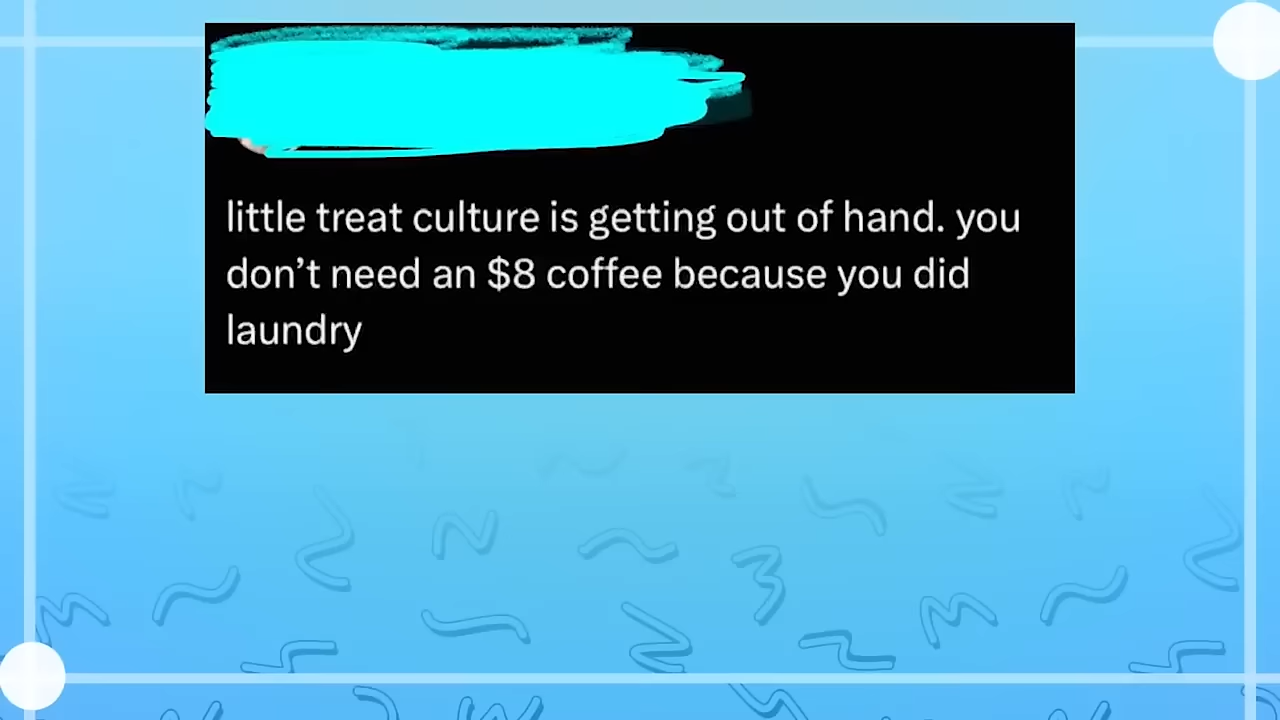 little treat culture is getting out of hand. you
don’t need an $8 coffee because you did
laundry